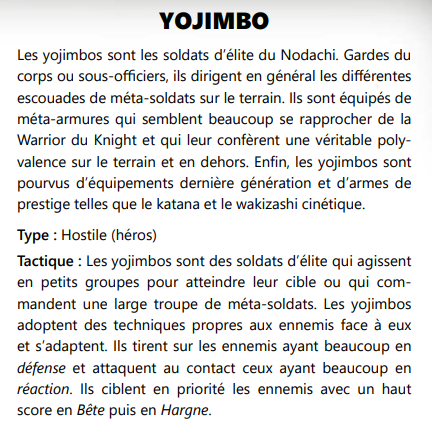 YOJIMBO
Les yojimbos sont les soldats d’élite du Nodachi. Gardes du
corps ou sous-officiers, ils dirigent en général les différentes
escouades de méta-soldats sur le terrain. Ils sont équipés de
méta-armures qui semblent beaucoup se rapprocher de la
Warrior du Knight et qui leur confèrent une véritable poly-
valence sur le terrain et en dehors. Enfin, les yojimbos sont
pourvus d’équipements dernière génération et d’armes de
prestige telles que le katana et le wakizashi cinétique.
Type : Hostile (héros)
Tactique : Les yojimbos sont des soldats d’élite qui agissent
en petits groupes pour atteindre leur cible ou qui com-
mandent une large troupe de méta-soldats. Les yojimbos
adoptent des techniques propres aux ennemis face à eux
et s’adaptent. Ils tirent sur les ennemis ayant beaucoup en
défense et attaquent au contact ceux ayant beaucoup en
réaction. Ils ciblent en priorité les ennemis avec un haut
score en Bête puis en Hargne.